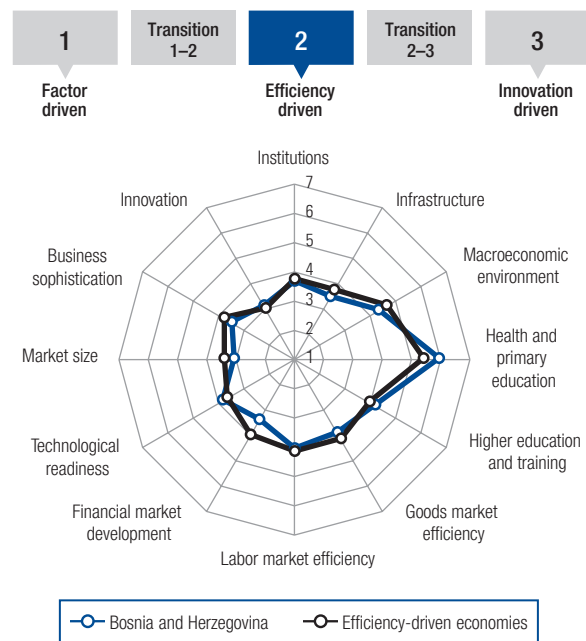 1
Transition
1–2
2
Transition
2–3
3
Factor
driven
Efficiency
driven
Innovation
driven
Institutions
Infrastructure
Macroeconomic
environment
Health and
primary
education
Higher education
and training
Goods market
efficiency
Labor market efficiency
Financial market
development
Technological
readiness
Market size
Business
sophistication
Innovation
7
6
5
4
3
2
1
Bosnia and Herzegovina
Efficiency-driven economies